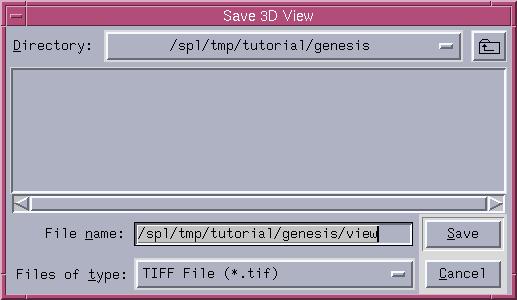 Save 3D View
Directory: /spl/tmp/tutorial/genesis
File name: /spl/tmp/tutorial/genesis/view Save
Files of type: TIFF File (*.tif) Cancel